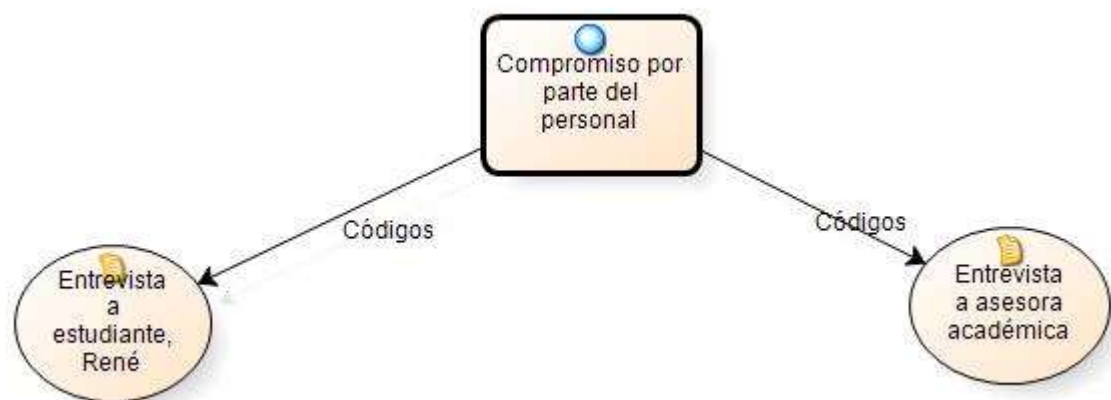 Compromiso por
parte del
personal
Códigos
Códigos
Entrevista
a
estudiante,
René
Entrevista
a asesora
académica